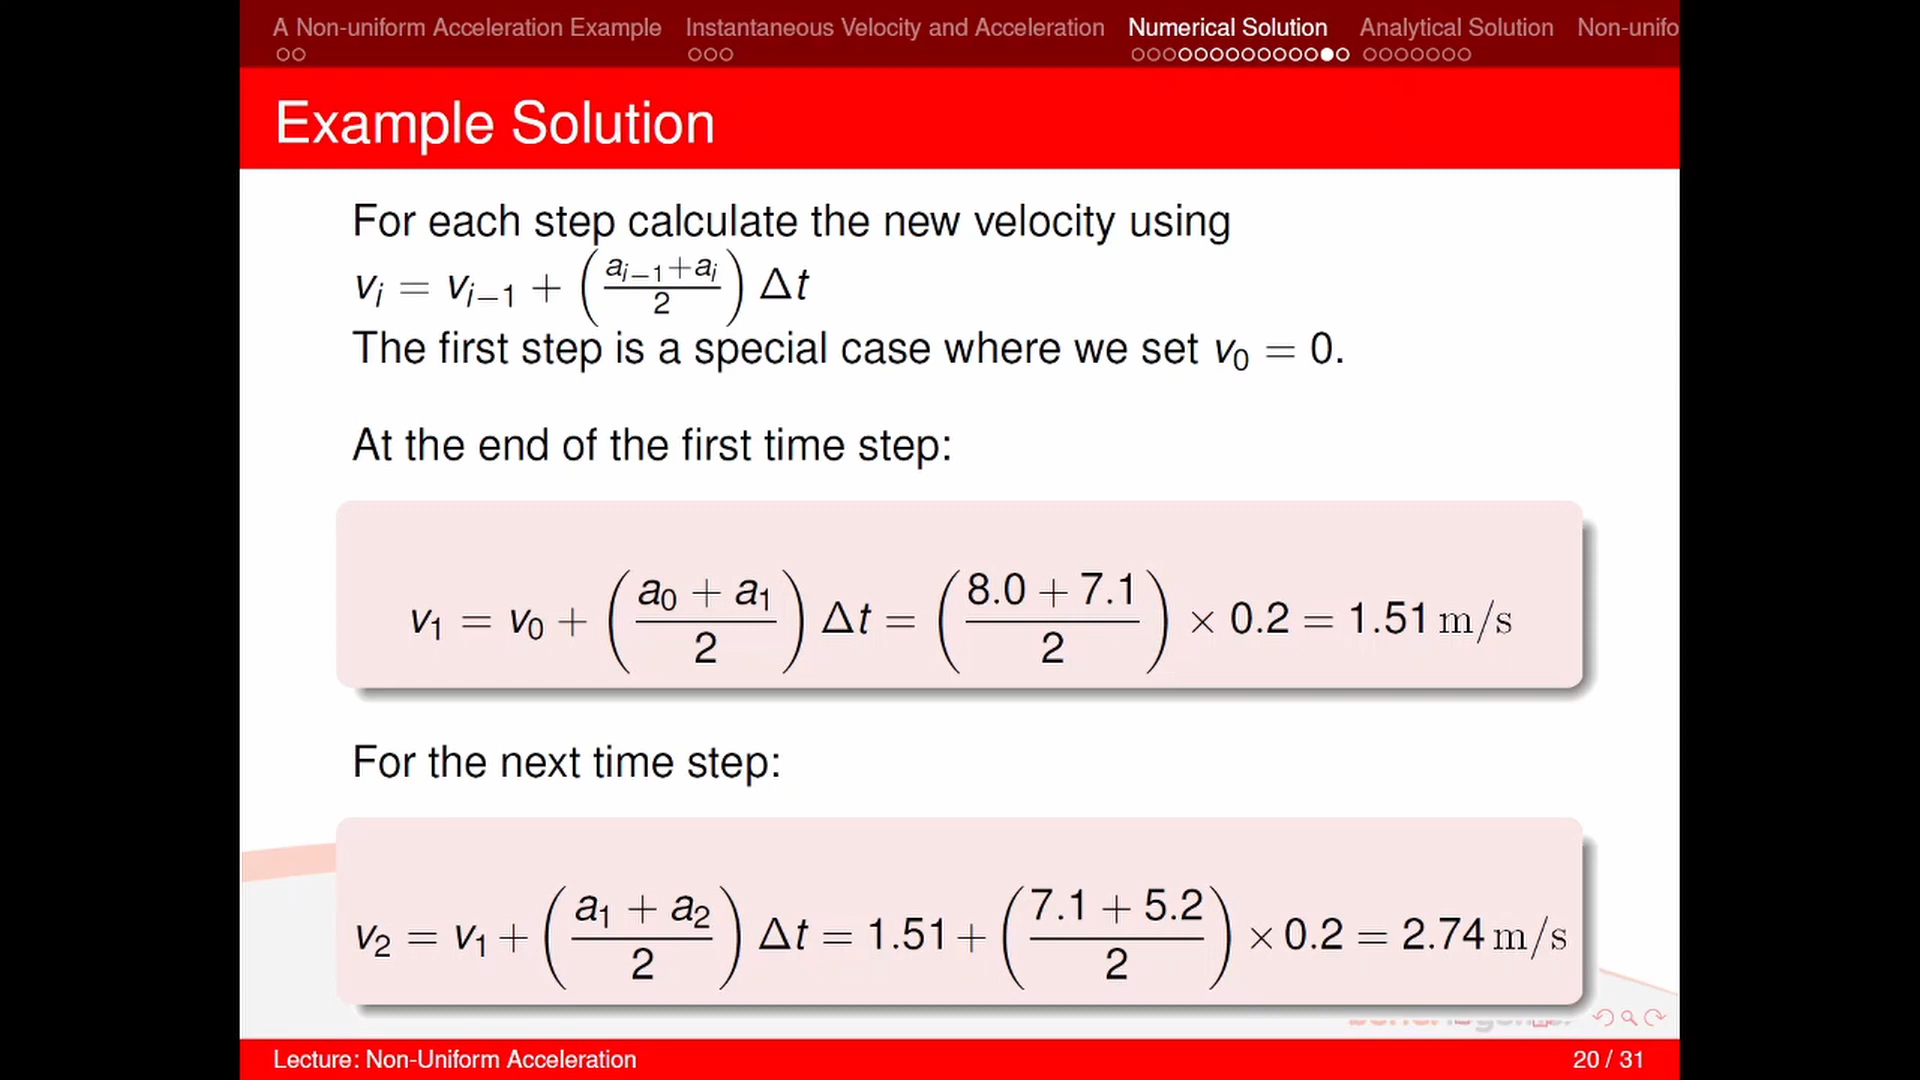 A Non-uniform Acceleration Example Instantaneous Velocity and Acceleration Numerical Solution Analytical Solution Non-unifo
Example Solution
For each step calculate the new velocity using
vᵢ = vᵢ₋₁ + ((aᵢ₋₁+aᵢ)/2) Δt
The first step is a special case where we set v₀ = 0.
At the end of the first time step:
v₁ = v₀ + ((a₀ + a₁)/2) Δt = ((8.0 + 7.1)/2) × 0.2 = 1.51 m/s
For the next time step:
v₂ = v₁ + ((a₁ + a₂)/2) Δt = 1.51 + ((7.1 + 5.2)/2) × 0.2 = 2.74 m/s
Lecture: Non-Uniform Acceleration 20 / 31